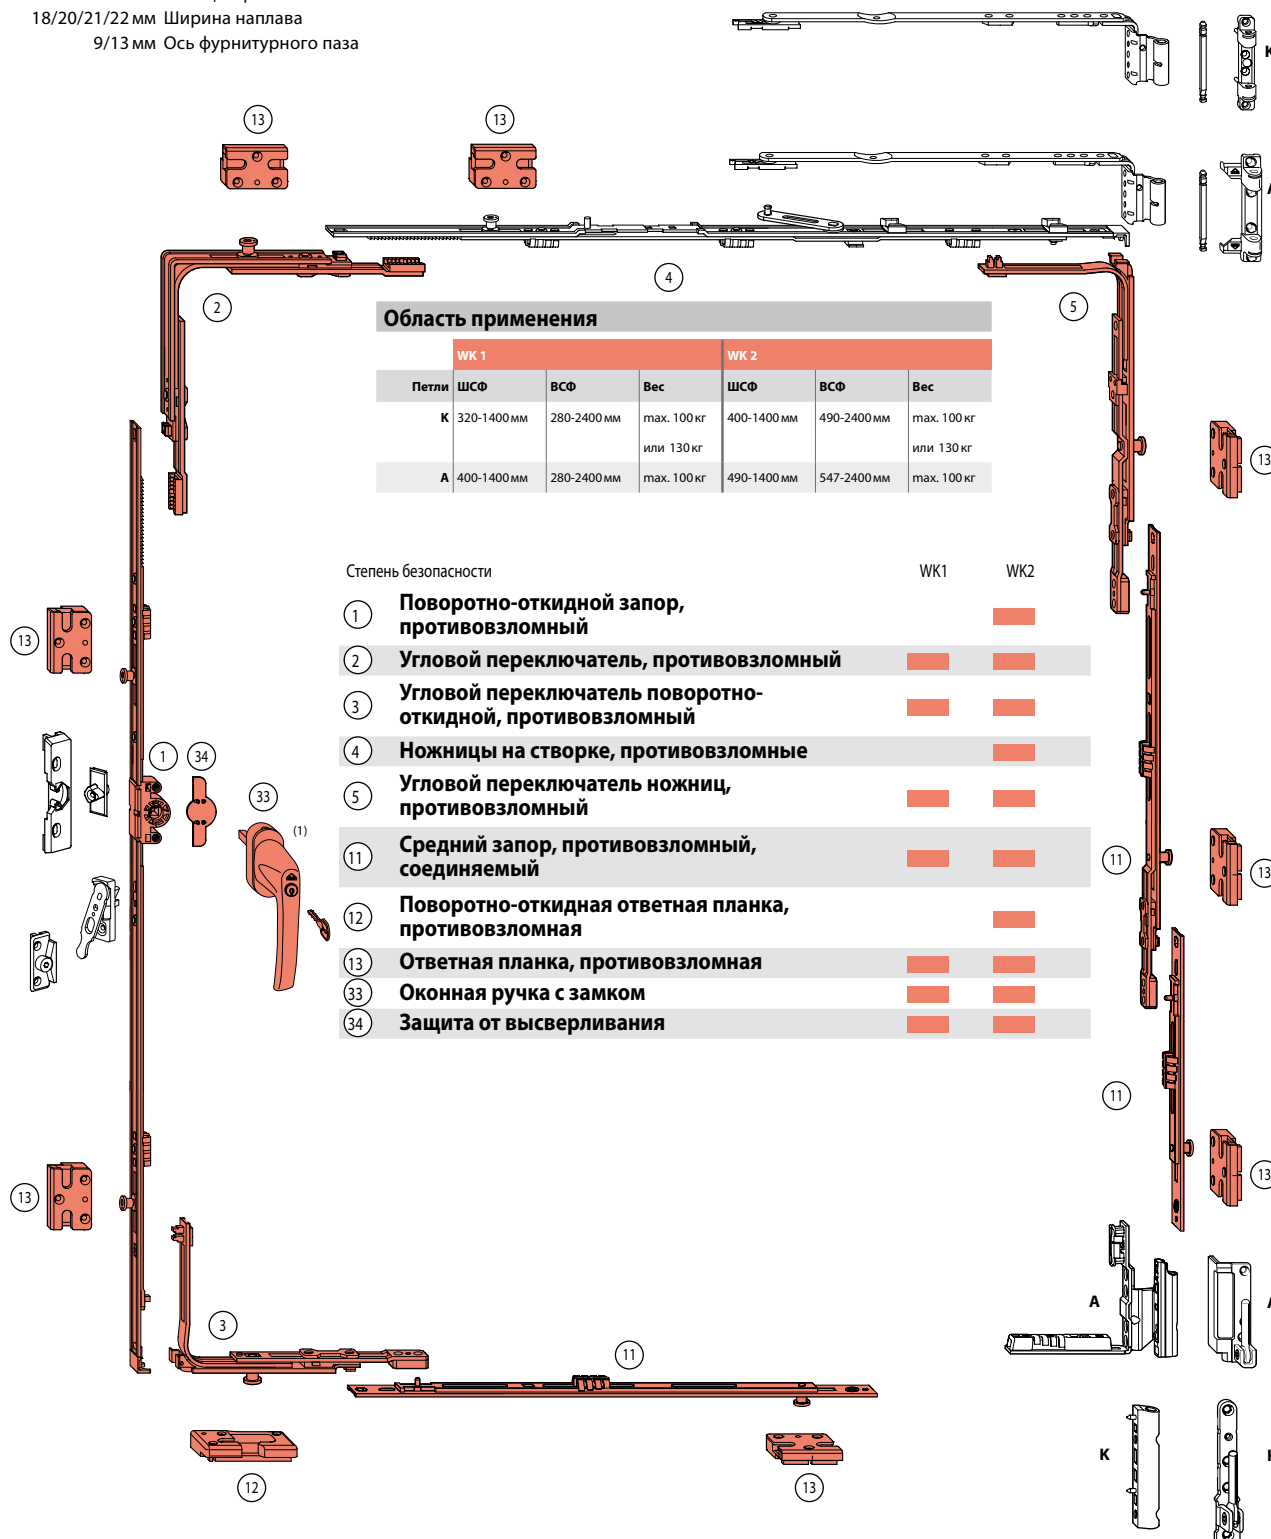 18/20/21/22 мм Ширина наплава
9/13 мм Ось фурнитурного паза
K
13
13
A
2
4
5
Область применения
WK 1 WK 2
Петли ШСФ ВСФ Вес ШСФ ВСФ Вес
K 320-1400 мм 280-2400 мм max. 100 кг 400-1400 мм 490-2400 мм max. 100 кг
или 130 кг или 130 кг
A 400-1400 мм 280-2400 мм max. 100 кг 490-1400 мм 547-2400 мм max. 100 кг
13
Степень безопасности WK1 WK2
1 Поворотно-откидной запор,
противовзломный
2 Угловой переключатель, противовзломный
3 Угловой переключатель поворотно-
откидной, противовзломный
4 Ножницы на створке, противовзломные
5 Угловой переключатель ножниц,
противовзломный
11 Средний запор, противовзломный,
соединяемый
12 Поворотно-откидная ответная планка,
противовзломная
13 Ответная планка, противовзломная
33 Оконная ручка с замком
34 Защита от высверливания
13
1
34
33
(1)
11
13
11
13
13
A
A
3
11
K
K
12
13